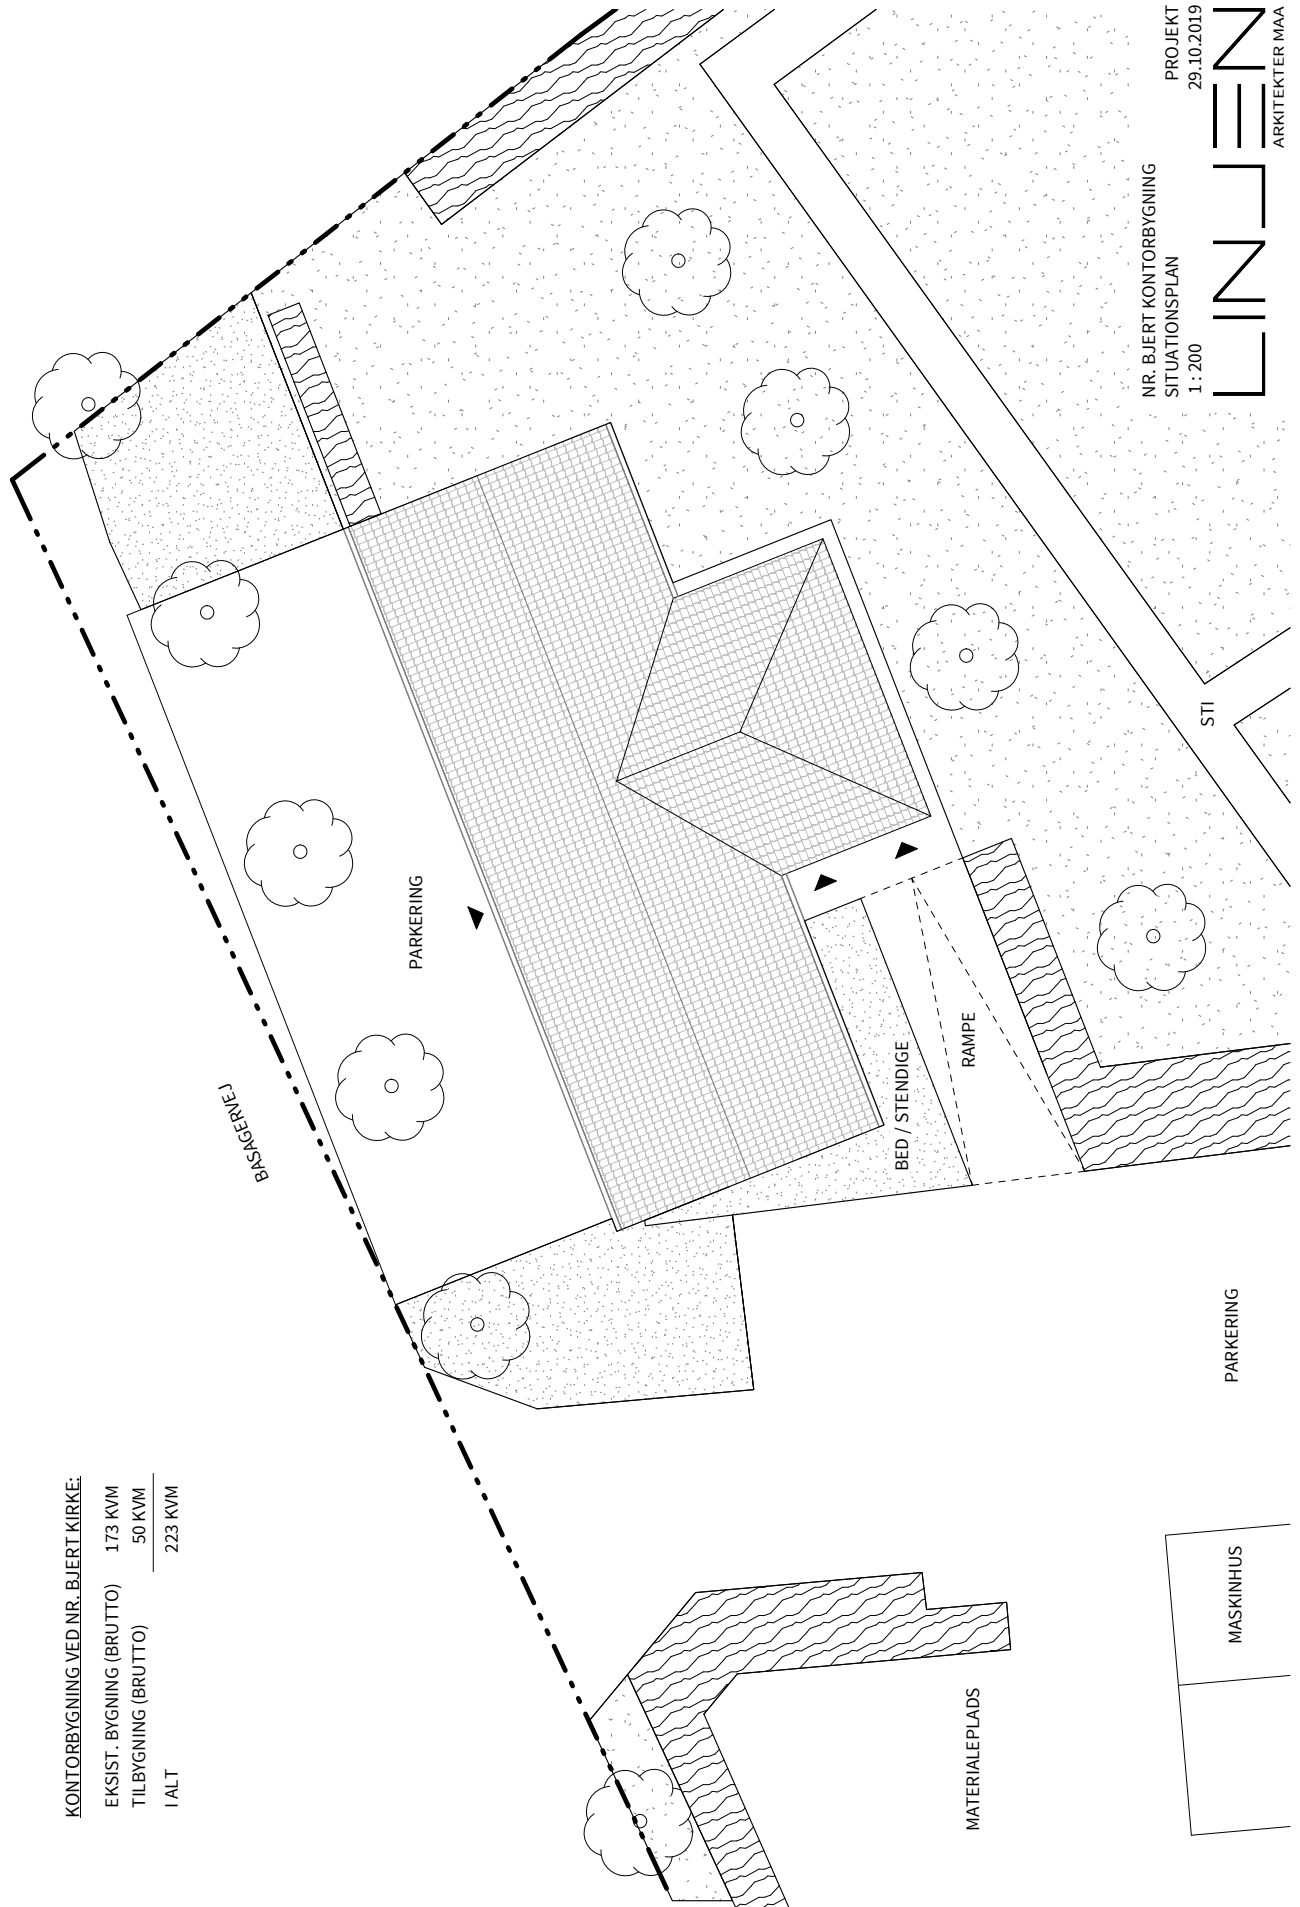 KONTORBYGNING VED NR. BJERT KIRKE:
EKSIST. BYGNING (BRUTTO) 173 KVM
TILBYGNING (BRUTTO) 50 KVM
I ALT 223 KVM
BASAGERVEJ
PARKERING
BED / STENDIGE
RAMPE
STI
PARKERING
MATERIALEPLADS
MASKINHUS
NR. BJERT KONTORBYGNING
SITUATIONSPLAN
1 : 200
PROJEKT
29.10.2019
LINJEN
ARKITEKTER MAA